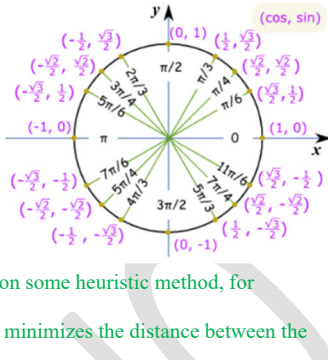 y
(cos, sin)
(0, 1)
(-1/2, √3/2)
(1/2, √3/2)
(-√2/2, √2/2)
(√2/2, √2/2)
(-√3/2, 1/2)
(√3/2, 1/2)
π/2
2π/3
π/3
3π/4
π/4
5π/6
π/6
(-1, 0)
π
0
(1, 0)
x
7π/6
11π/6
5π/4
7π/4
4π/3
5π/3
3π/2
(-√3/2, -1/2)
(√3/2, -1/2)
(-√2/2, -√2/2)
(√2/2, -√2/2)
(-1/2, -√3/2)
(1/2, -√3/2)
(0, -1)
on some heuristic method, for
minimizes the distance between the